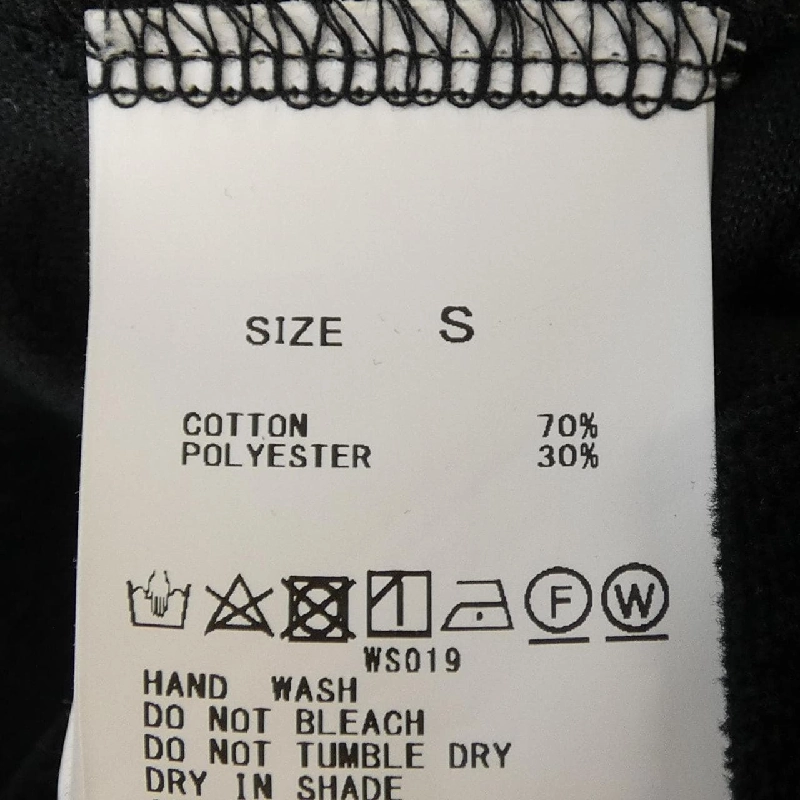 SIZE S
COTTON 70%
POLYESTER 30%
F W
WS019
HAND WASH
DO NOT BLEACH
DO NOT TUMBLE DRY
DRY IN SHADE